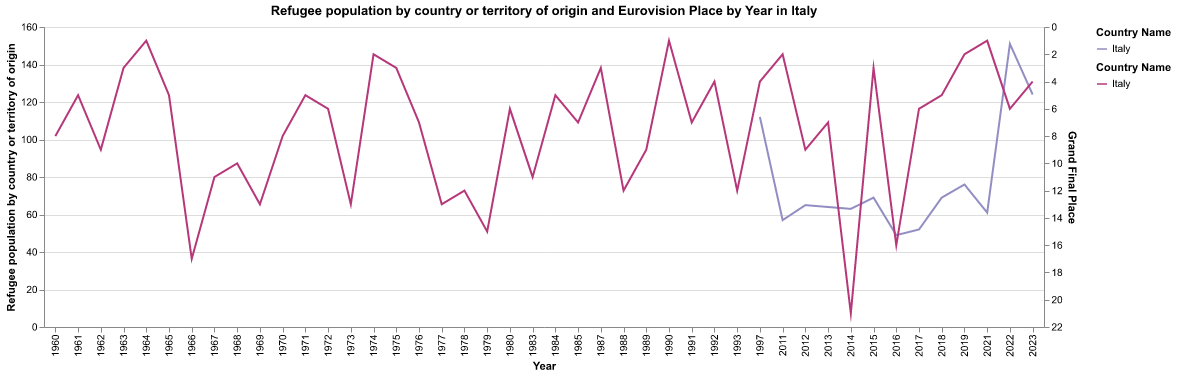 Refugee population by country or territory of origin and Eurovision Place by Year in Italy
Refugee population by country or territory of origin
160
140
120
100
80
60
40
20
0
1960 1961 1962 1963 1964 1965 1966 1967 1968 1969 1970 1971 1972 1973 1974 1975 1976 1977 1978 1979 1980 1983 1984 1985 1987 1988 1989 1990 1991 1992 1993 1997 2011 2012 2013 2014 2015 2016 2017 2018 2019 2021 2022 2023
Year
0
2
4
6
8
10
12
14
16
18
20
22
Grand Final Place
Country Name
Italy
Country Name
Italy